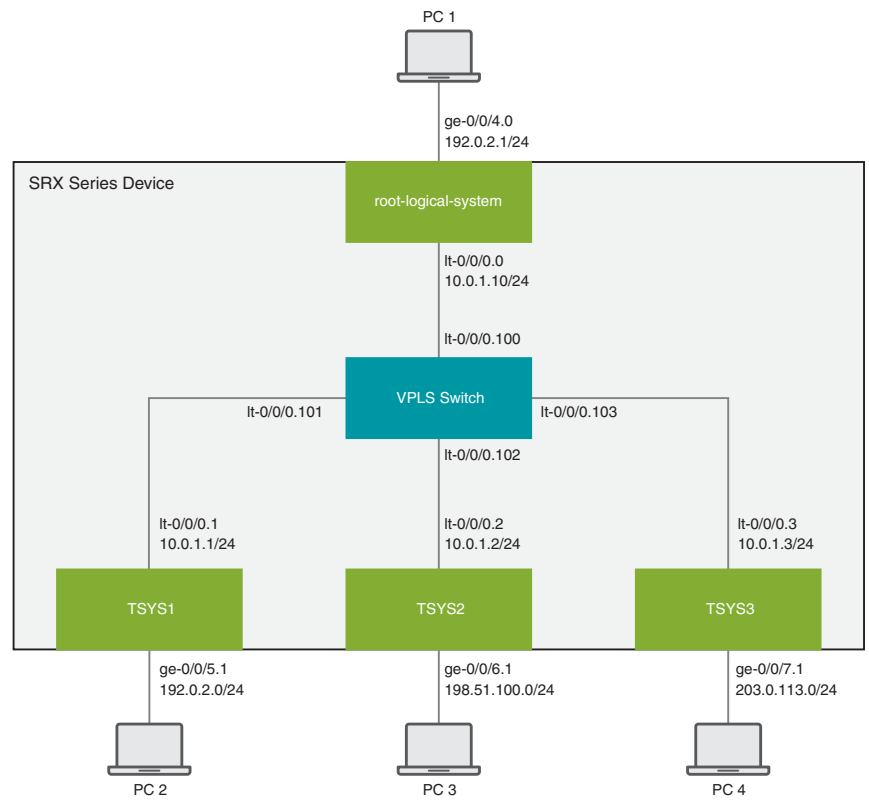 PC 1
ge-0/0/4.0
192.0.2.1/24
SRX Series Device
root-logical-system
lt-0/0/0.0
10.0.1.10/24
lt-0/0/0.100
VPLS Switch
lt-0/0/0.101
lt-0/0/0.103
lt-0/0/0.102
lt-0/0/0.1
10.0.1.1/24
lt-0/0/0.2
10.0.1.2/24
lt-0/0/0.3
10.0.1.3/24
TSYS1
TSYS2
TSYS3
ge-0/0/5.1
192.0.2.0/24
ge-0/0/6.1
198.51.100.0/24
ge-0/0/7.1
203.0.113.0/24
PC 2
PC 3
PC 4